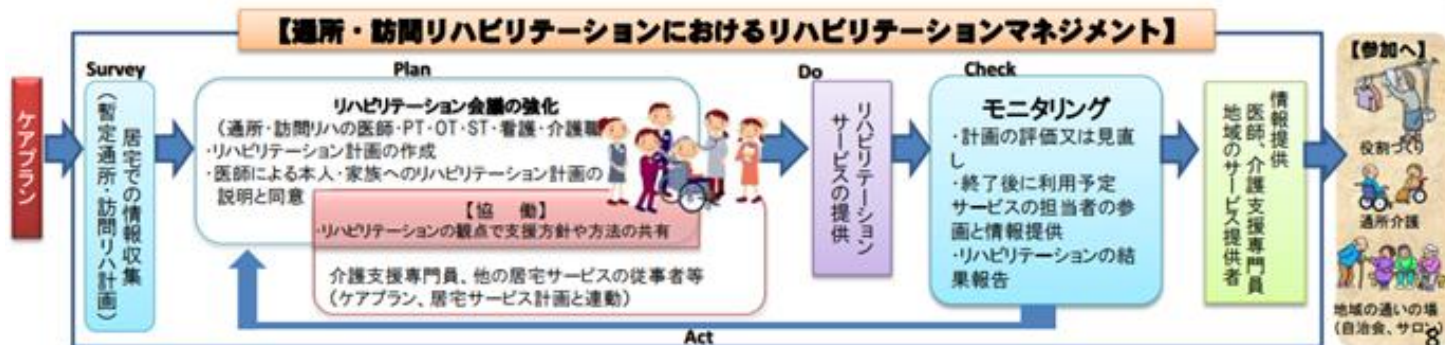 【通所・訪問リハビリテーションにおけるリハビリテーションマネジメント】
ケアプラン
Survey
居宅での情報収集
（暫定通所・訪問リハ計画）
Plan
リハビリテーション会議の強化
（通所・訪問リハの医師・PT・OT・ST・看護・介護職
・リハビリテーション計画の作成
・医師による本人・家族へのリハビリテーション計画の
説明と同意
【協　働】
・リハビリテーションの観点で支援方針や方法の共有
介護支援専門員、他の居宅サービスの従事者等
（ケアプラン、居宅サービス計画と連動）
Do
リハビリテーション
サービスの提供
Check
モニタリング
・計画の評価又は見直
し
・終了後に利用予定
サービスの担当者の参
画と情報提供
・リハビリテーションの結
果報告
Act
情報提供
医師、介護支援専門員
地域のサービス提供者
【参加へ】
役割づくり
通所介護
地域の通いの場
（自治会、サロン）
8